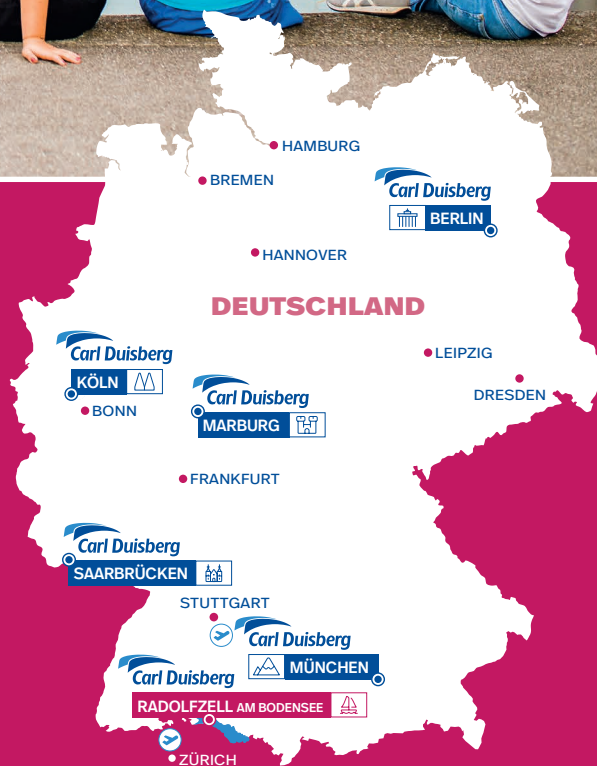 HAMBURG
BREMEN
Carl Duisberg
BERLIN
HANNOVER
DEUTSCHLAND
Carl Duisberg
KÖLN
LEIPZIG
DRESDEN
Carl Duisberg
MARBURG
BONN
FRANKFURT
Carl Duisberg
SAARBRÜCKEN
STUTTGART
Carl Duisberg
MÜNCHEN
Carl Duisberg
RADOLFZELL AM BODENSEE
ZÜRICH